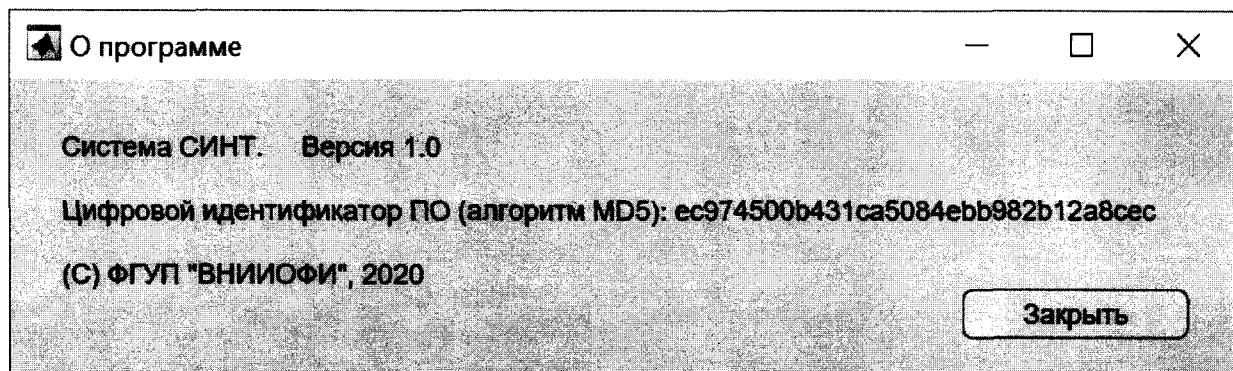 О программе
Система СИНТ. Версия 1.0
Цифровой идентификатор ПО (алгоритм MD5): ec974500b431ca5084ebb982b12a8cec
(С) ФГУП "ВНИИОФИ", 2020
Закрыть